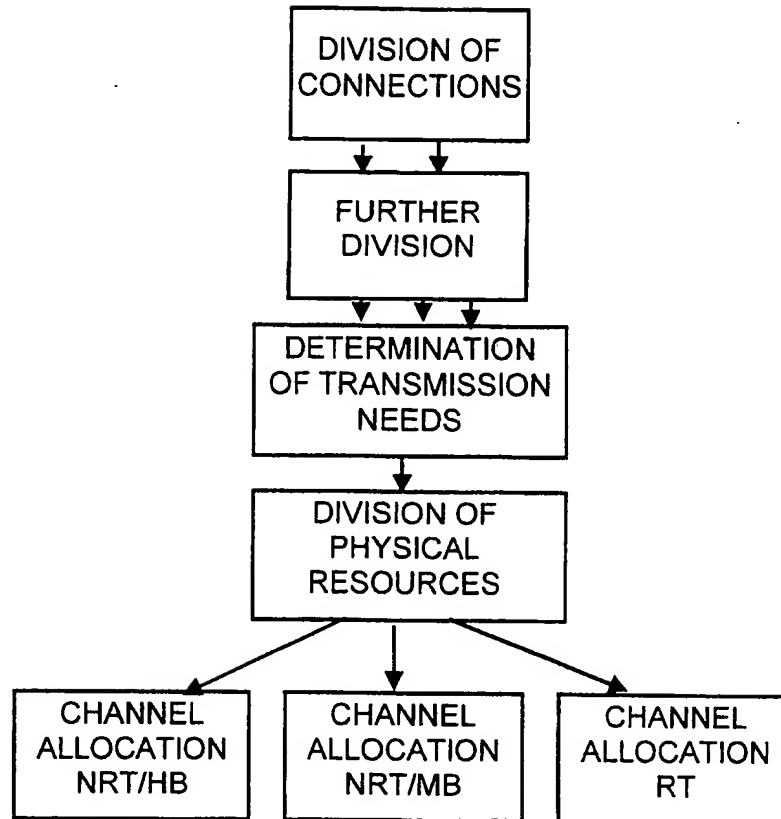 DIVISION OF
CONNECTIONS
FURTHER
DIVISION
DETERMINATION
OF TRANSMISSION
NEEDS
DIVISION OF
PHYSICAL
RESOURCES
CHANNEL
ALLOCATION
NRT/HB
CHANNEL
ALLOCATION
NRT/MB
CHANNEL
ALLOCATION
RT